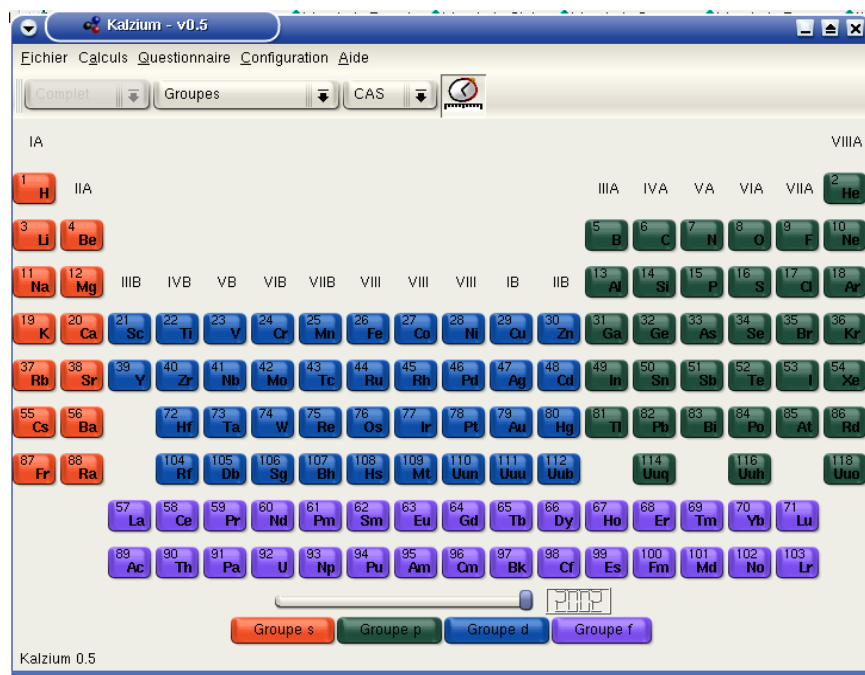 Kalzium - v0.5
Fichier Calculs Questionnaire Configuration Aide
Complet Groupes CAS
IA VIIIA
1 H IIA IIIA IVA VA VIA VIIA 2 He
3 Li 4 Be 5 B 6 C 7 N 8 O 9 F 10 Ne
11 Na 12 Mg IIIB IVB VB VIB VIIB VIII VIII VIII IB IIB 13 Al 14 Si 15 P 16 S 17 Cl 18 Ar
19 K 20 Ca 21 Sc 22 Ti 23 V 24 Cr 25 Mn 26 Fe 27 Co 28 Ni 29 Cu 30 Zn 31 Ga 32 Ge 33 As 34 Se 35 Br 36 Kr
37 Rb 38 Sr 39 Y 40 Zr 41 Nb 42 Mo 43 Tc 44 Ru 45 Rh 46 Pd 47 Ag 48 Cd 49 In 50 Sn 51 Sb 52 Te 53 I 54 Xe
55 Cs 56 Ba 72 Hf 73 Ta 74 W 75 Re 76 Os 77 Ir 78 Pt 79 Au 80 Hg 81 Tl 82 Pb 83 Bi 84 Po 85 At 86 Rd
87 Fr 88 Ra 104 Rf 105 Db 106 Sg 107 Bh 108 Hs 109 Mt 110 Uun 111 Uuu 112 Uub 114 Uuq 116 Uuh 118 Uuo
57 La 58 Ce 59 Pr 60 Nd 61 Pm 62 Sm 63 Eu 64 Gd 65 Tb 66 Dy 67 Ho 68 Er 69 Tm 70 Yb 71 Lu
89 Ac 90 Th 91 Pa 92 U 93 Np 94 Pu 95 Am 96 Cm 97 Bk 98 Cf 99 Es 100 Fm 101 Md 102 No 103 Lr
2002
Groupe s Groupe p Groupe d Groupe f
Kalzium 0.5